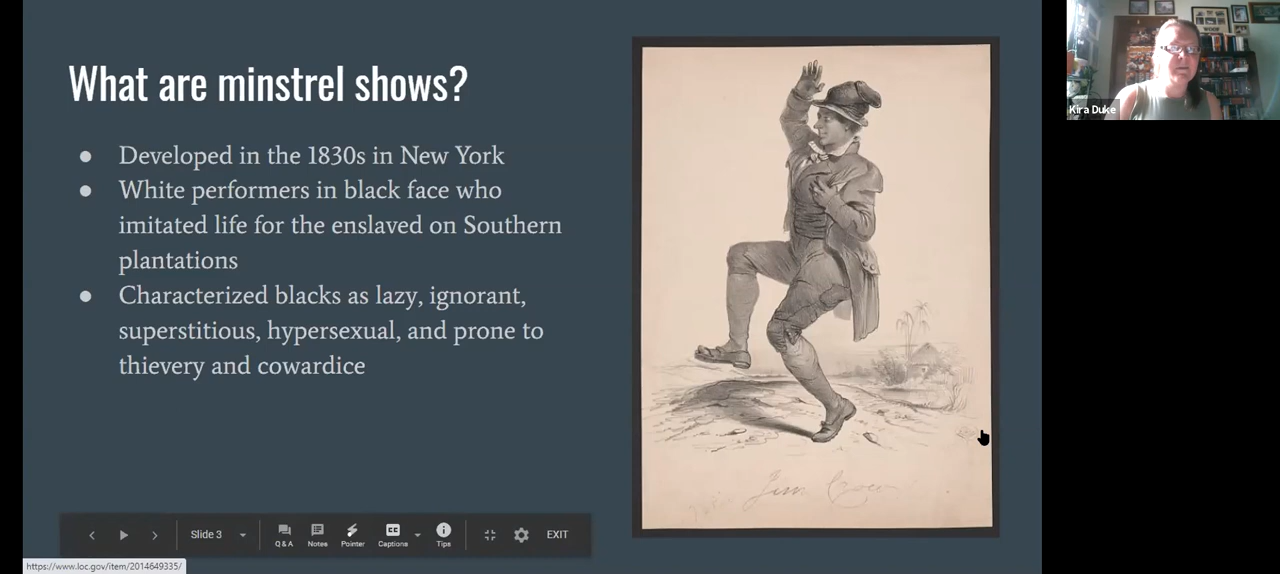 What are minstrel shows?
● Developed in the 1830s in New York
● White performers in black face who
imitated life for the enslaved on Southern
plantations
● Characterized blacks as lazy, ignorant,
superstitious, hypersexual, and prone to
thievery and cowardice
Jim Crow
Kira Duke
Slide 3
Q & A
Notes
Pointer
CC
Captions
Tips
EXIT
https://www.loc.gov/item/2014649335/